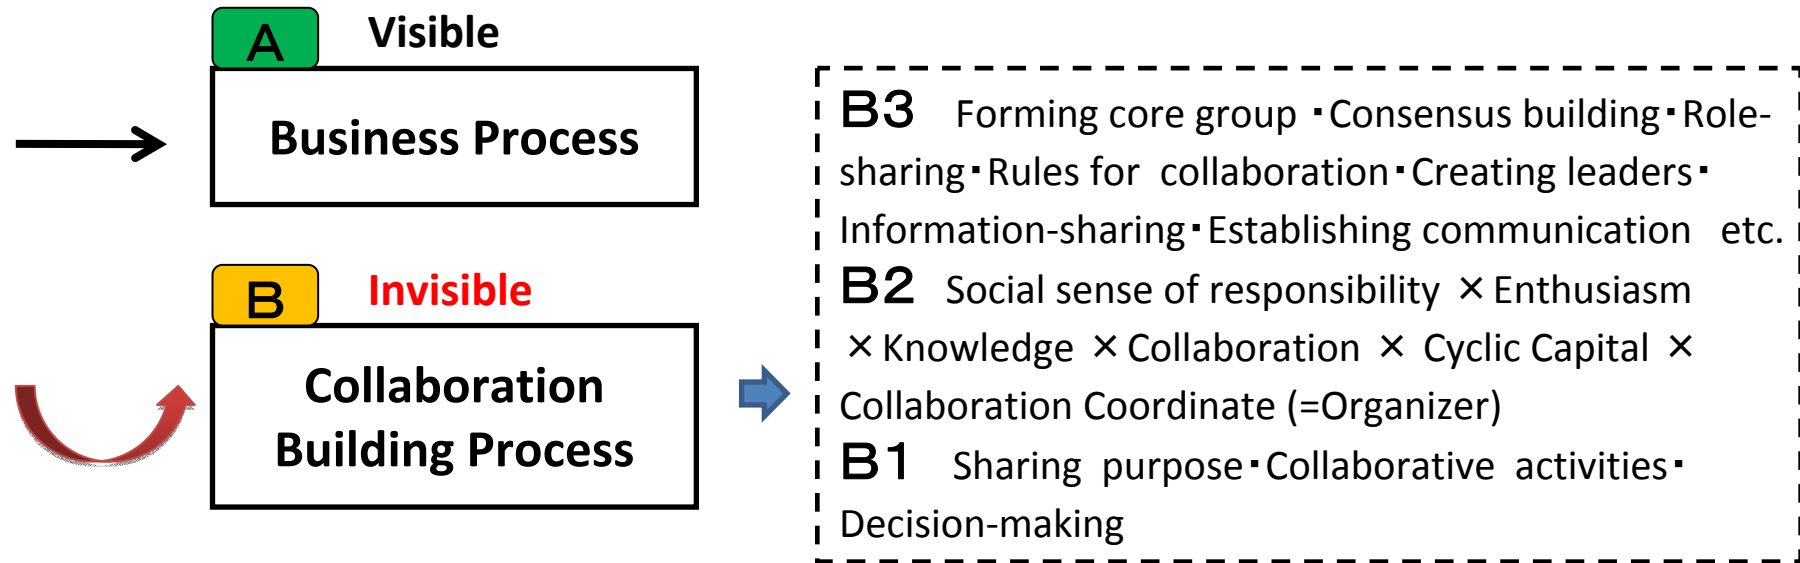 A Visible
Business Process
B Invisible
Collaboration
Building Process
B3 Forming core group ・Consensus building・Role-
sharing・Rules for collaboration・Creating leaders・
Information-sharing・Establishing communication etc.
B2 Social sense of responsibility ×Enthusiasm
×Knowledge ×Collaboration × Cyclic Capital ×
Collaboration Coordinate (=Organizer)
B1 Sharing purpose・Collaborative activities・
Decision-making